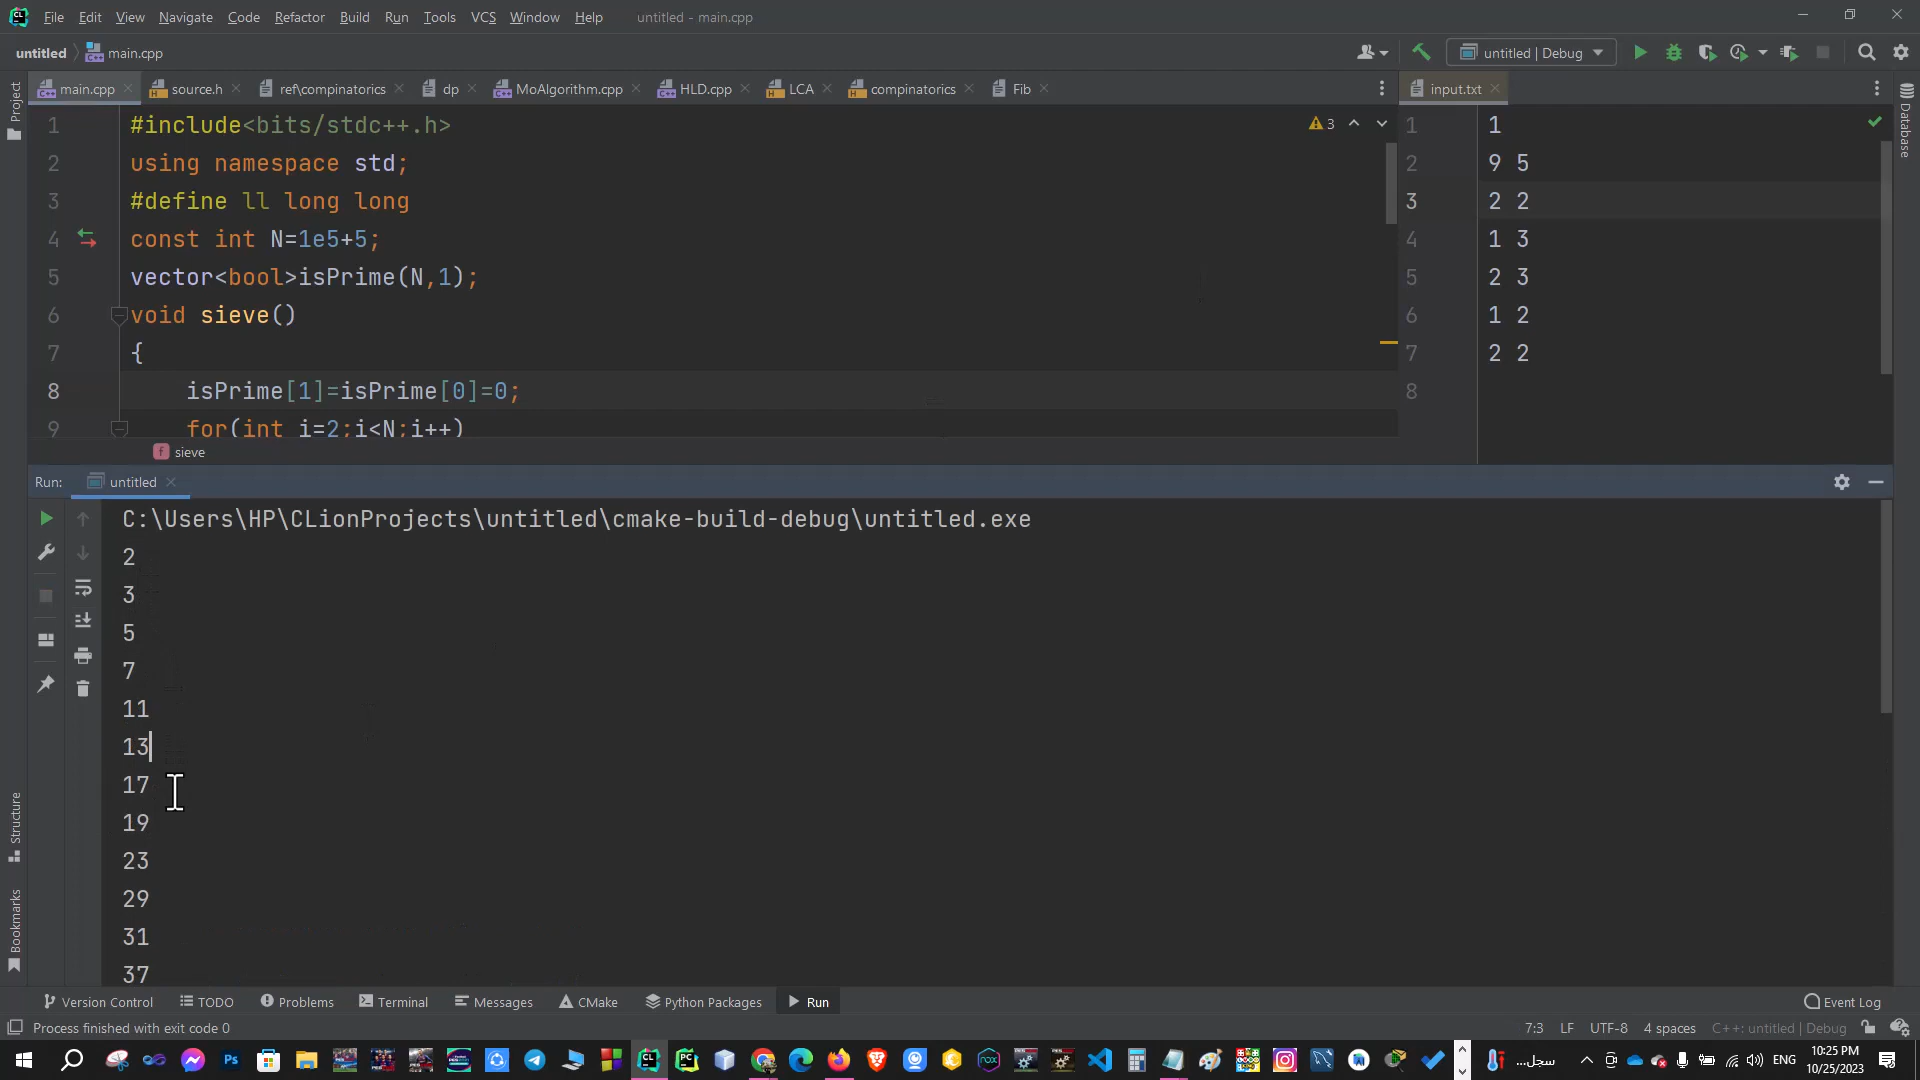 File Edit View Navigate Code Refactor Build Run Tools VCS Window Help untitled - main.cpp
untitled main.cpp untitled | Debug
main.cpp source.h ref\compinatorics dp MoAlgorithm.cpp HLD.cpp LCA compinatorics Fib input.txt
Project
Database
1 #include<bits/stdc++.h>
2 using namespace std;
3 #define ll long long
4 const int N=1e5+5;
5 vector<bool>isPrime(N,1);
6 void sieve()
7 {
8 isPrime[1]=isPrime[0]=0;
9 for(int i=2;i<N;i++)
3
1 1
2 9 5
3 2 2
4 1 3
5 2 3
6 1 2
7 2 2
8
sieve
Run: untitled
C:\Users\HP\CLionProjects\untitled\cmake-build-debug\untitled.exe
2
3
5
7
11
13
17
19
23
29
31
37
Structure
Bookmarks
Version Control TODO Problems Terminal Messages CMake Python Packages Run Event Log
Process finished with exit code 0 7:3 LF UTF-8 4 spaces C++: untitled | Debug
سجل... ENG 10:25 PM
10/25/2023